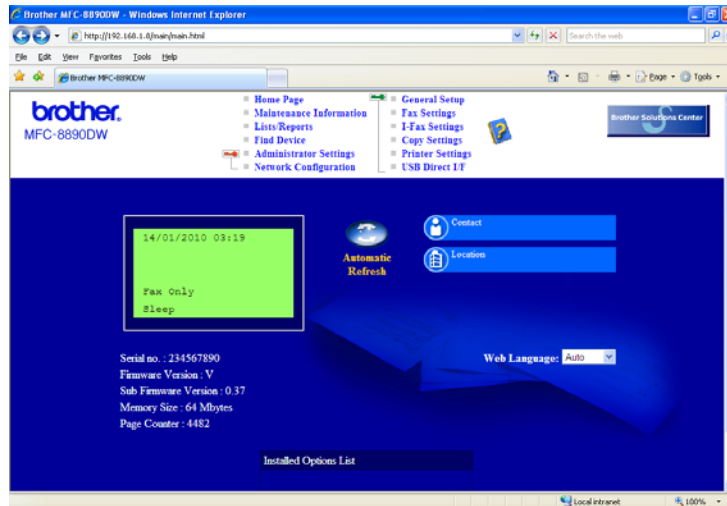 Brother MFC-8890DW - Windows Internet Explorer
http://192.168.1.8/main/main.html
Search the web
File Edit View Favorites Tools Help
Brother MFC-8890DW
Page Tools
brother.
MFC-8890DW
Home Page
Maintenance Information
Lists/Reports
Find Device
Administrator Settings
Network Configuration
General Setup
Fax Settings
I-Fax Settings
Copy Settings
Printer Settings
USB Direct I/F
Brother Solutions Center
14/01/2010 03:19
Fax Only
Sleep
Automatic
Refresh
Contact
Location
Serial no. : 234567890
Firmware Version : V
Sub Firmware Version : 0.37
Memory Size : 64 Mbytes
Page Counter : 4482
Web Language: Auto
Installed Options List
Local intranet
100%